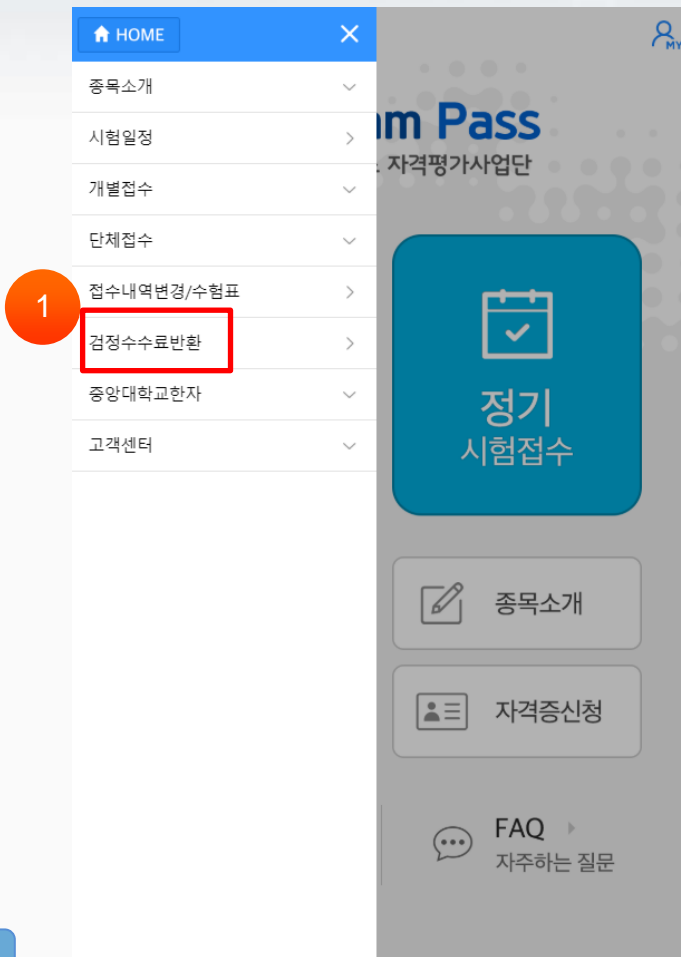 HOME
MY
종목소개
시험일정
개별접수
단체접수
접수내역변경/수험표
1
검정수수료반환
중앙대학교한자
고객센터
am Pass
자격평가사업단
정기
시험접수
종목소개
자격증신청
FAQ
자주하는 질문